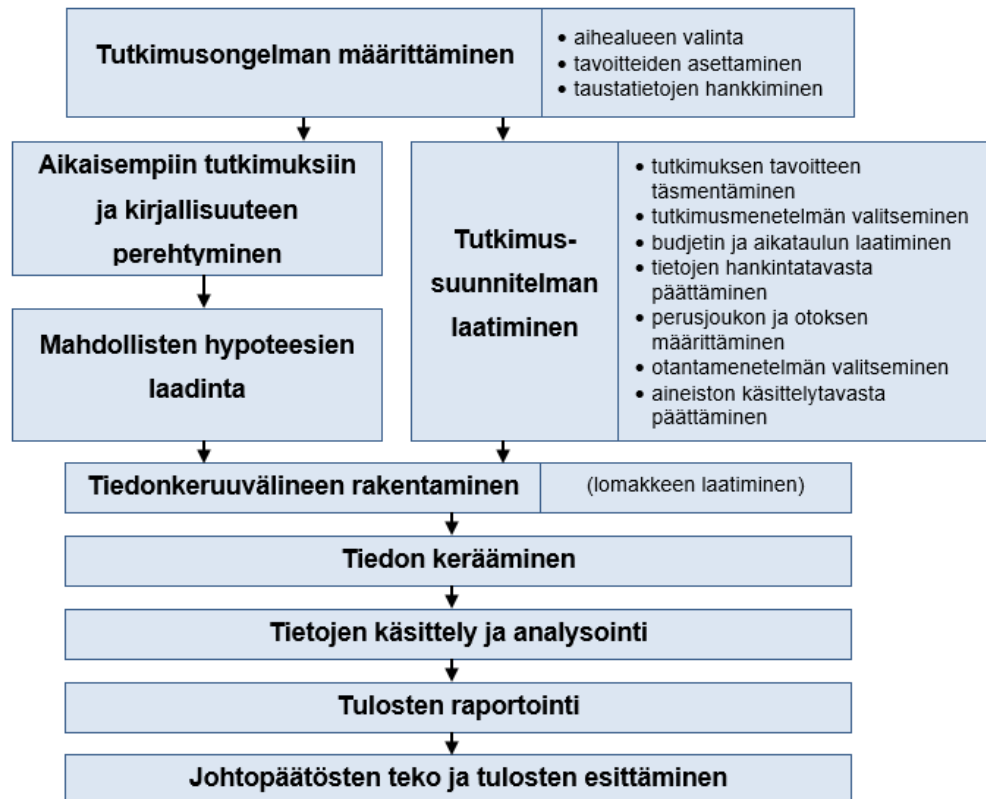 Tutkimusongelman määrittäminen
• aihealueen valinta
• tavoitteiden asettaminen
• taustatietojen hankkiminen
Aikaisempiin tutkimuksiin
ja kirjallisuuteen
perehtyminen
Mahdollisten hypoteesien
laadinta
Tutkimus-
suunnitelman
laatiminen
• tutkimuksen tavoitteen
täsmentäminen
• tutkimusmenetelmän valitseminen
• budjetin ja aikataulun laatiminen
• tietojen hankintatavasta
päättäminen
• perusjoukon ja otoksen
määrittäminen
• otantamenetelmän valitseminen
• aineiston käsittelytavasta
päättäminen
Tiedonkeruuvälineen rakentaminen
(lomakkeen laatiminen)
Tiedon kerääminen
Tietojen käsittely ja analysointi
Tulosten raportointi
Johtopäätösten teko ja tulosten esittäminen